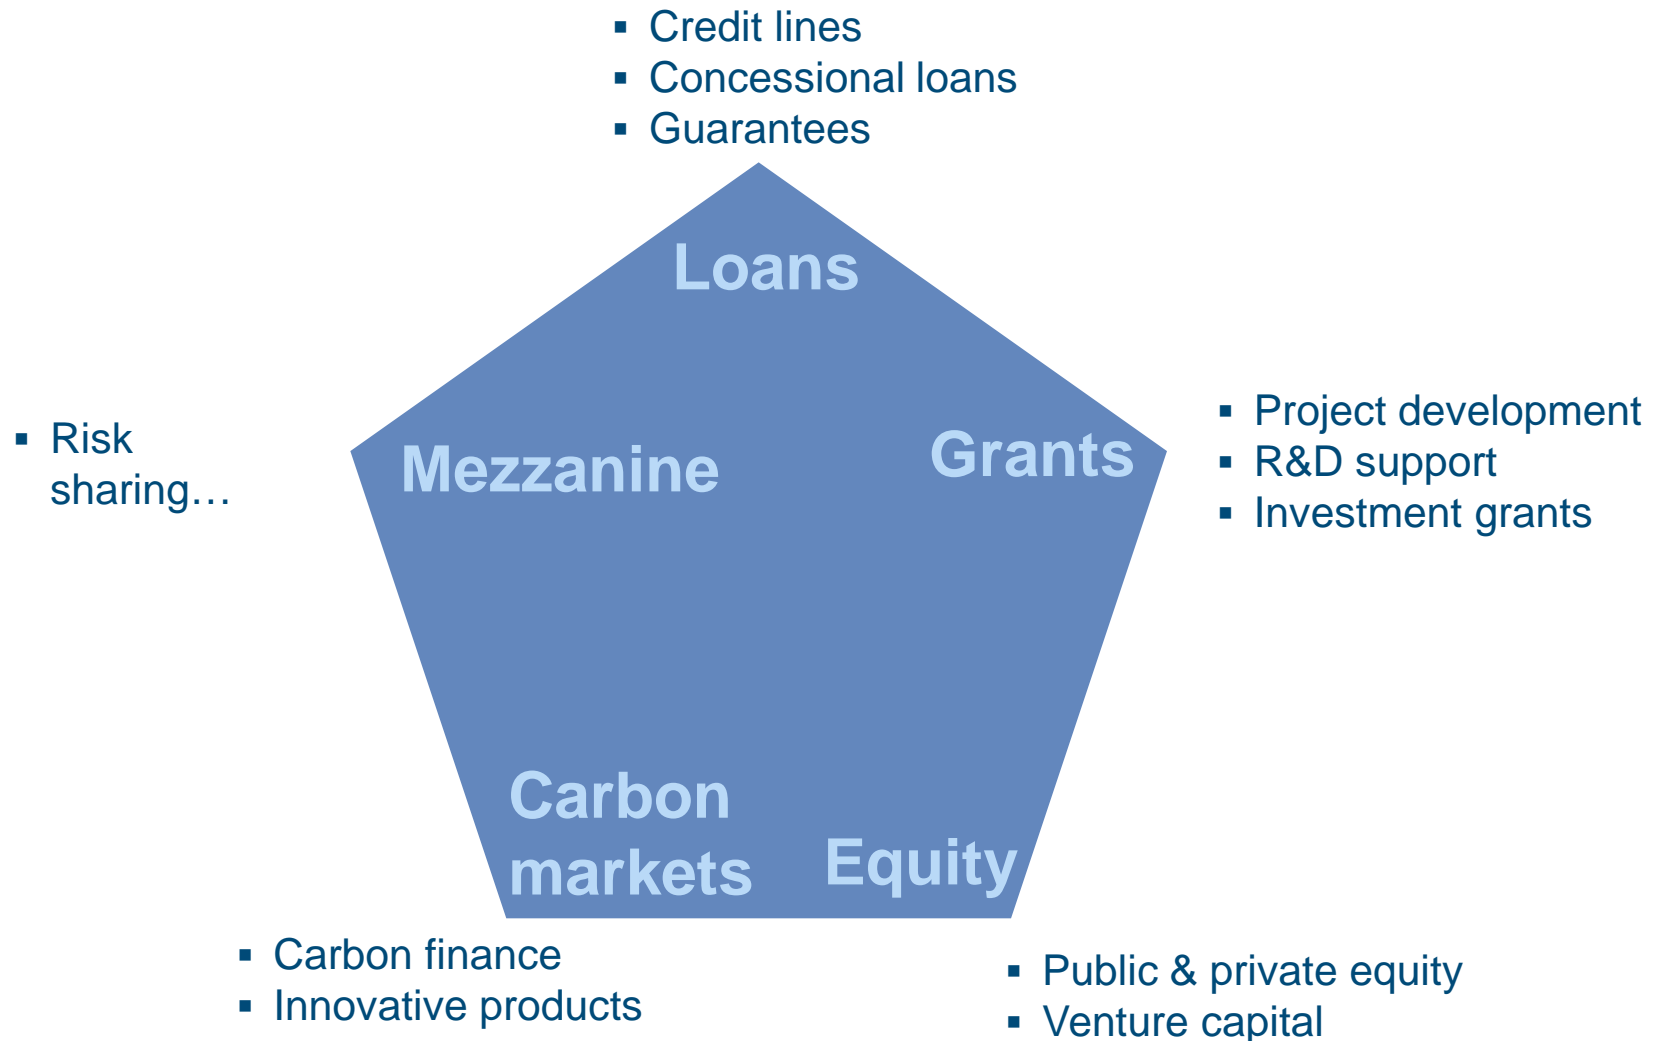 ▪ Credit lines
▪ Concessional loans
▪ Guarantees
Loans
▪ Risk
sharing…
Mezzanine
Grants
▪ Project development
▪ R&D support
▪ Investment grants
Carbon
markets
Equity
▪ Carbon finance
▪ Innovative products
▪ Public & private equity
▪ Venture capital